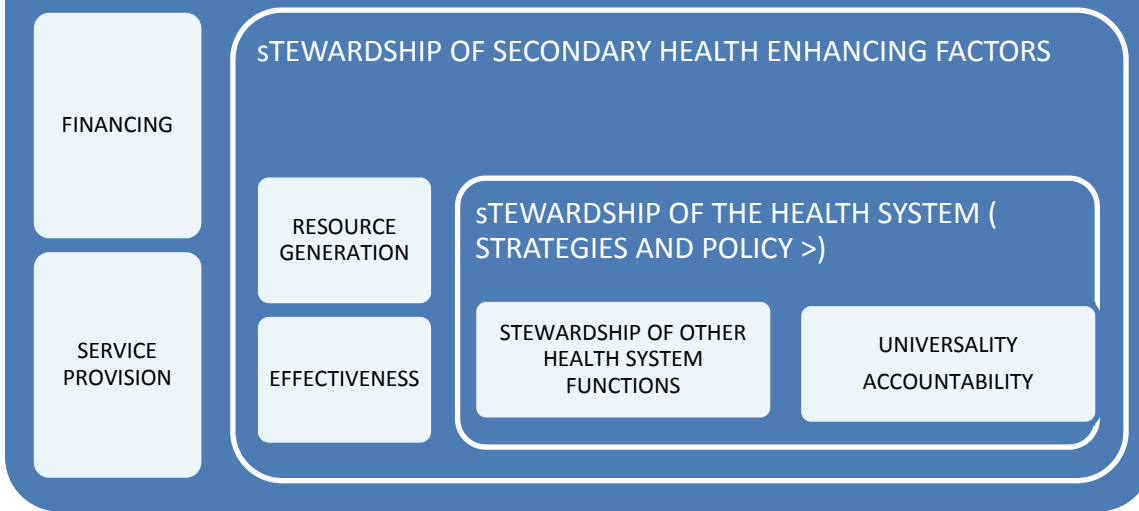 FINANCING
SERVICE
PROVISION
sTEWARDSHIP OF SECONDARY HEALTH ENHANCING FACTORS
RESOURCE
GENERATION
EFFECTIVENESS
sTEWARDSHIP OF THE HEALTH SYSTEM (
STRATEGIES AND POLICY >)
STEWARDSHIP OF OTHER
HEALTH SYSTEM
FUNCTIONS
UNIVERSALITY
ACCOUNTABILITY